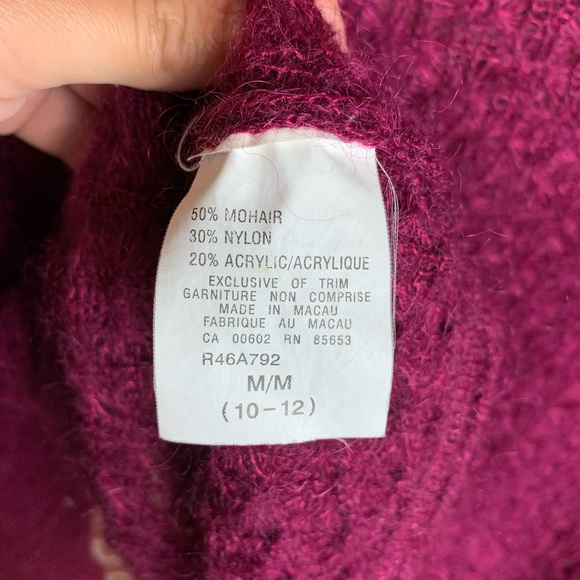 50% MOHAIR
30% NYLON
20% ACRYLIC/ACRYLIQUE
EXCLUSIVE OF TRIM
GARNITURE NON COMPRISE
MADE IN MACAU
FABRIQUE AU MACAU
CA 00602 RN 85653
R46A792
M/M
(10-12)